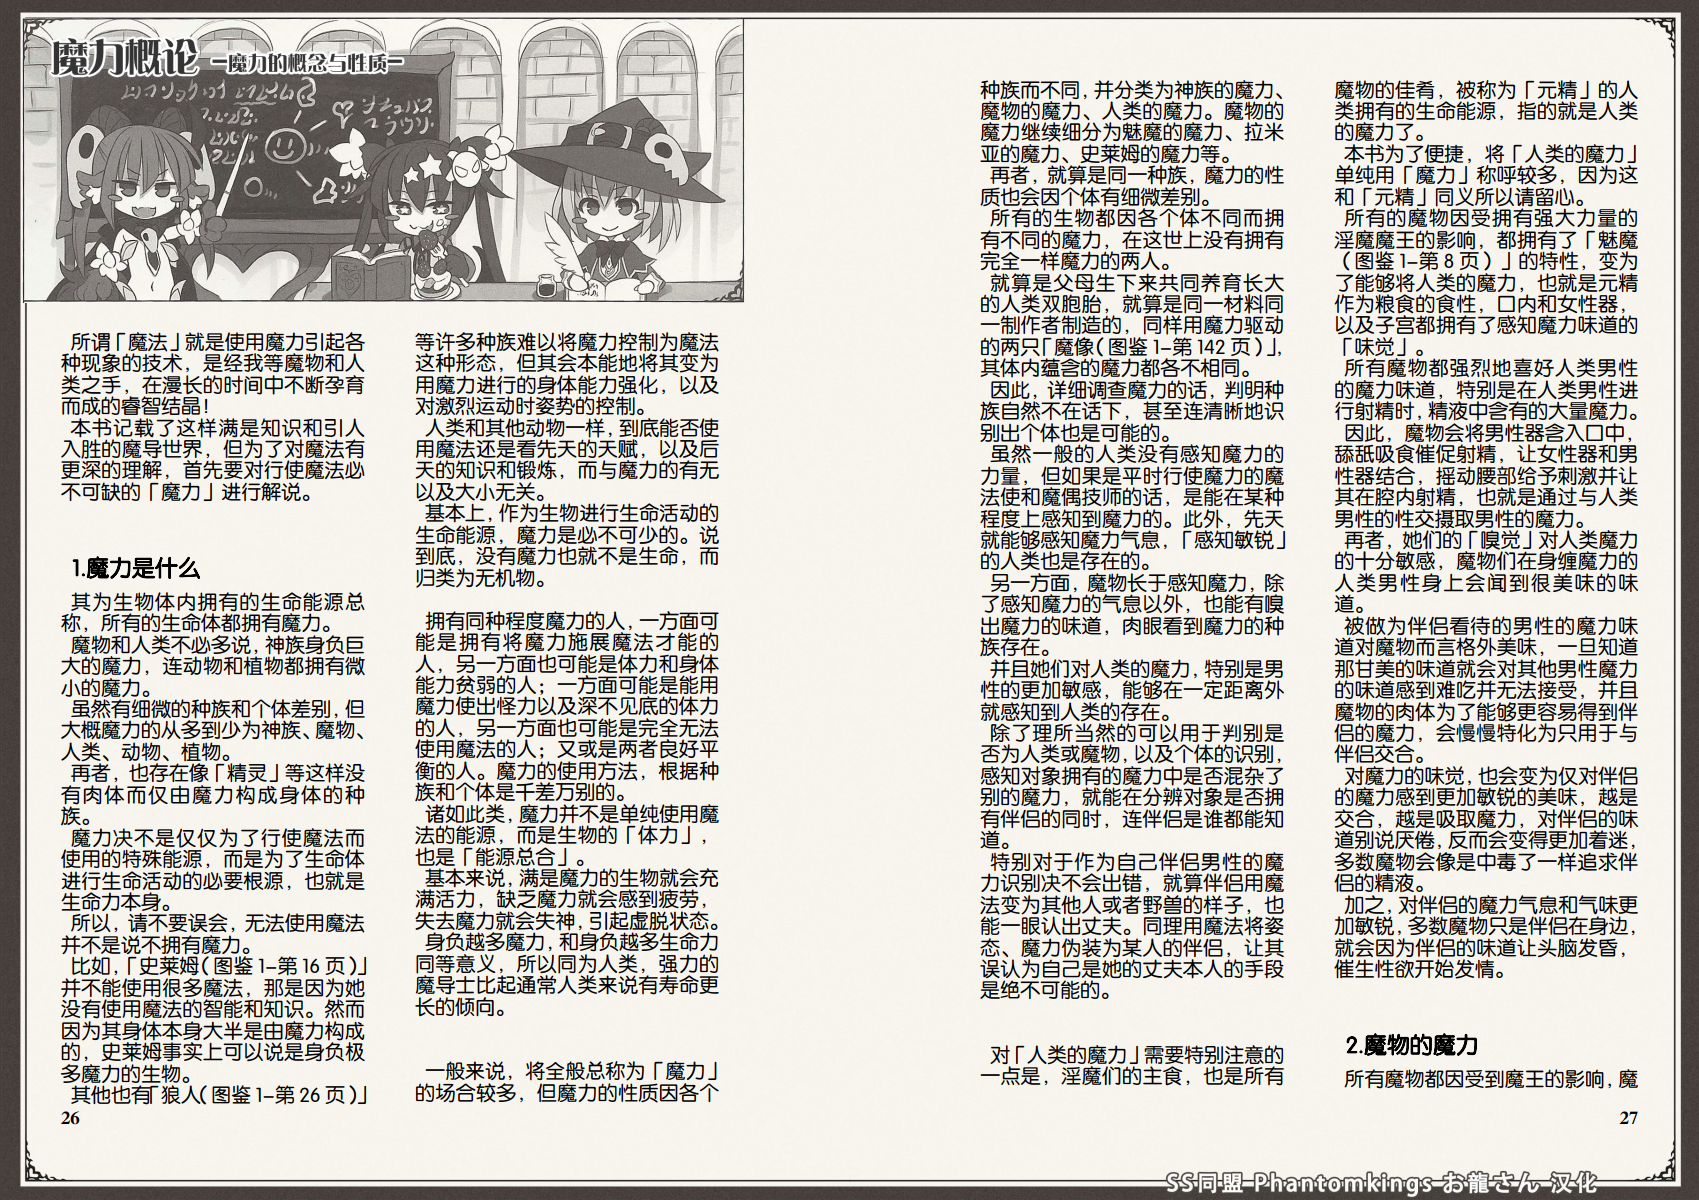 魔力概论 —魔力的概念与性质—
所谓「魔法」就是使用魔力引起各
种现象的技术，是经我等魔物和人
类之手，在漫长的时间中不断孕育
而成的睿智结晶！
本书记载了这样满是知识和引人
入胜的魔导世界，但为了对魔法有
更深的理解，首先要对行使魔法必
不可缺的「魔力」进行解说。
1.魔力是什么
其为生物体内拥有的生命能源总
称，所有的生命体都拥有魔力。
魔物和人类不必多说，神族身负巨
大的魔力，连动物和植物都拥有微
小的魔力。
虽然有细微的种族和个体差别，但
大概魔力的从多到少为神族、魔物、
人类、动物、植物。
再者，也存在像「精灵」等这样没
有肉体而仅由魔力构成身体的种
族。
魔力决不是仅仅为了行使魔法而
使用的特殊能源，而是为了生命体
进行生命活动的必要根源，也就是
生命力本身。
所以，请不要误会，无法使用魔法
并不是说不拥有魔力。
比如，「史莱姆（图鉴1–第16页）」
并不能使用很多魔法，那是因为她
没有使用魔法的智能和知识。然而
因为其身体本身大半是由魔力构成
的，史莱姆事实上可以说是身负极
多魔力的生物。
其他也有「狼人（图鉴1–第26页）」
26
等许多种族难以将魔力控制为魔法
这种形态，但其会本能地将其变为
用魔力进行的身体能力强化，以及
对激烈运动时姿势的控制。
人类和其他动物一样，到底能否使
用魔法还是看先天的天赋，以及后
天的知识和锻炼，而与魔力的有无
以及大小无关。
基本上，作为生物进行生命活动的
生命能源，魔力是必不可少的。说
到底，没有魔力也就不是生命，而
归类为无机物。
拥有同种程度魔力的人，一方面可
能是拥有将魔力施展魔法才能的
人，另一方面也可能是体力和身体
能力贫弱的人；一方面可能是能用
魔力使出怪力以及深不见底的体力
的人，另一方面也可能是完全无法
使用魔法的人；又或是两者良好平
衡的人。魔力的使用方法，根据种
族和个体是千差万别的。
诸如此类，魔力并不是单纯使用魔
法的能源，而是生物的「体力」，
也是「能源总合」。
基本来说，满是魔力的生物就会充
满活力，缺乏魔力就会感到疲劳，
失去魔力就会失神，引起虚脱状态。
身负越多魔力，和身负越多生命力
同等意义，所以同为人类，强力的
魔导士比起通常人类来说有寿命更
长的倾向。
一般来说，将全般总称为「魔力」
的场合较多，但魔力的性质因各个
种族而不同，并分类为神族的魔力、
魔物的魔力、人类的魔力。魔物的
魔力继续细分为魅魔的魔力、拉米
亚的魔力、史莱姆的魔力等。
再者，就算是同一种族，魔力的性
质也会因个体有细微差别。
所有的生物都因各个体不同而拥
有不同的魔力，在这世上没有拥有
完全一样魔力的两人。
就算是父母生下来共同养育长大
的人类双胞胎，就算是同一材料同
一制作者制造的，同样用魔力驱动
的两只「魔像（图鉴1–第142页）」，
其体内蕴含的魔力都各不相同。
因此，详细调查魔力的话，判明种
族自然不在话下，甚至连清晰地识
别出个体也是可能的。
虽然一般的人类没有感知魔力的
力量，但如果是平时行使魔力的魔
法使和魔偶技师的话，是能在某种
程度上感知到魔力的。此外，先天
就能够感知魔力气息，「感知敏锐」
的人类也是存在的。
另一方面，魔物长于感知魔力，除
了感知魔力的气息以外，也能有嗅
出魔力的味道，肉眼看到魔力的种
族存在。
并且她们对人类的魔力，特别是男
性的更加敏感，能够在一定距离外
就感知到人类的存在。
除了理所当然的可以用于判别是
否为人类或魔物，以及个体的识别，
感知对象拥有的魔力中是否混杂了
别的魔力，就能在分辨对象是否拥
有伴侣的同时，连伴侣是谁都能知
道。
特别对于作为自己伴侣男性的魔
力识别决不会出错，就算伴侣用魔
法变为其他人或者野兽的样子，也
能一眼认出丈夫。同理用魔法将姿
态、魔力伪装为某人的伴侣，让其
误认为自己是她的丈夫本人的手段
是绝不可能的。
对「人类的魔力」需要特别注意的
一点是，淫魔们的主食，也是所有
魔物的佳肴，被称为「元精」的人
类拥有的生命能源，指的就是人类
的魔力了。
本书为了便捷，将「人类的魔力」
单纯用「魔力」称呼较多，因为这
和「元精」同义所以请留心。
所有的魔物因受拥有强大力量的
淫魔魔王的影响，都拥有了「魅魔
（图鉴1–第8页）」的特性，变为
了能够将人类的魔力，也就是元精
作为粮食的食性，口内和女性器，
以及子宫都拥有了感知魔力味道的
「味觉」。
所有魔物都强烈地喜好人类男性
的魔力味道，特别是在人类男性进
行射精时，精液中含有的大量魔力。
因此，魔物会将男性器含入口中，
舔舐吸食催促射精，让女性器和男
性器结合，摇动腰部给予刺激并让
其在腔内射精，也就是通过与人类
男性的性交摄取男性的魔力。
再者，她们的「嗅觉」对人类魔力
的十分敏感，魔物们在身缠魔力的
人类男性身上会闻到很美味的味
道。
被做为伴侣看待的男性的魔力味
道对魔物而言格外美味，一旦知道
那甘美的味道就会对其他男性魔力
的味道感到难吃并无法接受，并且
魔物的肉体为了能够更容易得到伴
侣的魔力，会慢慢特化为只用于与
伴侣交合。
对魔力的味觉，也会变为仅对伴侣
的魔力感到更加敏锐的美味，越是
交合，越是吸取魔力，对伴侣的味
道别说厌倦，反而会变得更加着迷，
多数魔物会像是中毒了一样追求伴
侣的精液。
加之，对伴侣的魔力气息和气味更
加敏锐，多数魔物只是伴侣在身边，
就会因为伴侣的味道让头脑发昏，
催生性欲开始发情。
2.魔物的魔力
所有魔物都因受到魔王的影响，魔
27
SS同盟 Phantomkings お龍さん 汉化